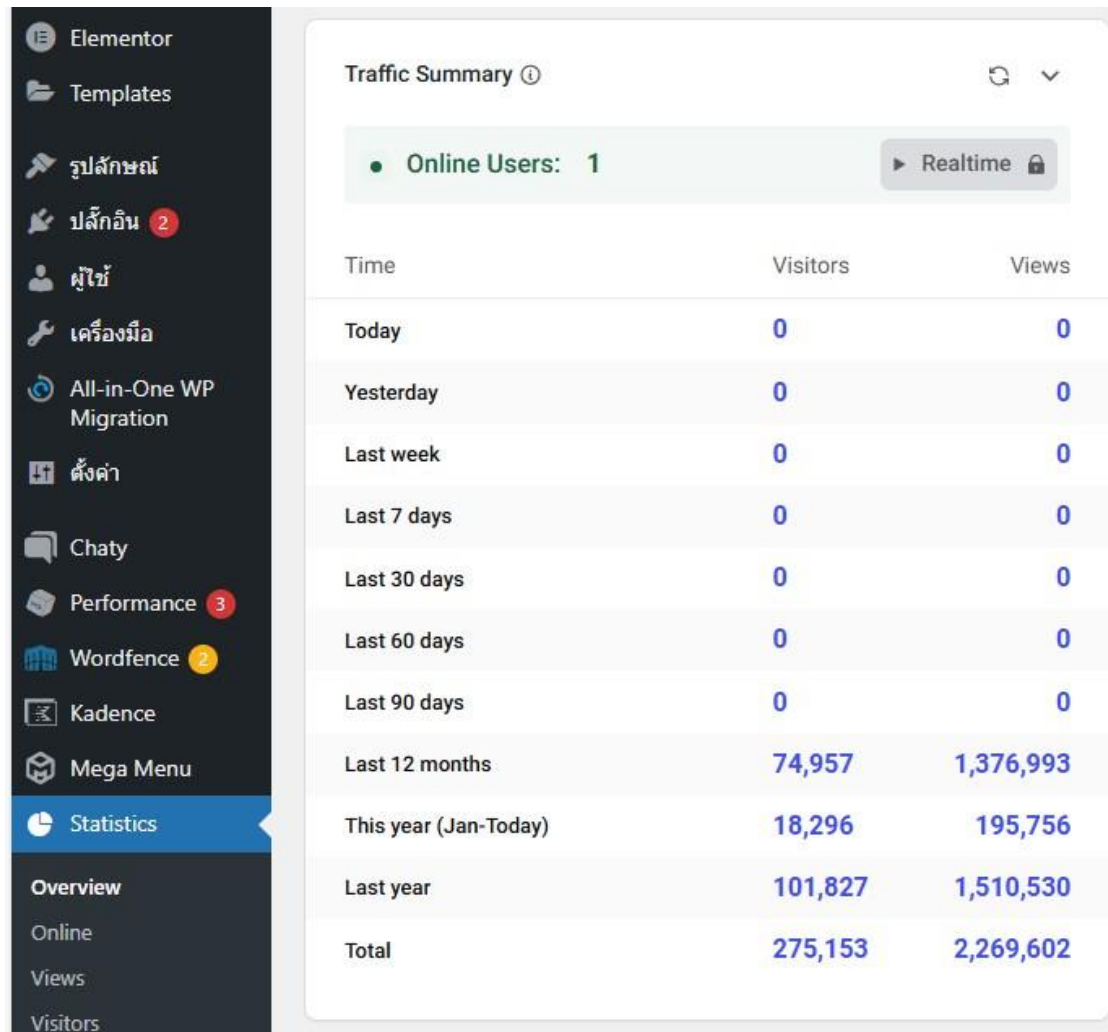 Elementor
Templates
รูปลักษณ์
ปลั๊กอิน 2
ผู้ใช้
เครื่องมือ
All-in-One WP
Migration
ตั้งค่า
Chaty
Performance 3
Wordfence 2
Kadence
Mega Menu
Statistics
Overview
Online
Views
Visitors
Traffic Summary
Online Users: 1 Realtime
Time Visitors Views
Today 0 0
Yesterday 0 0
Last week 0 0
Last 7 days 0 0
Last 30 days 0 0
Last 60 days 0 0
Last 90 days 0 0
Last 12 months 74,957 1,376,993
This year (Jan-Today) 18,296 195,756
Last year 101,827 1,510,530
Total 275,153 2,269,602